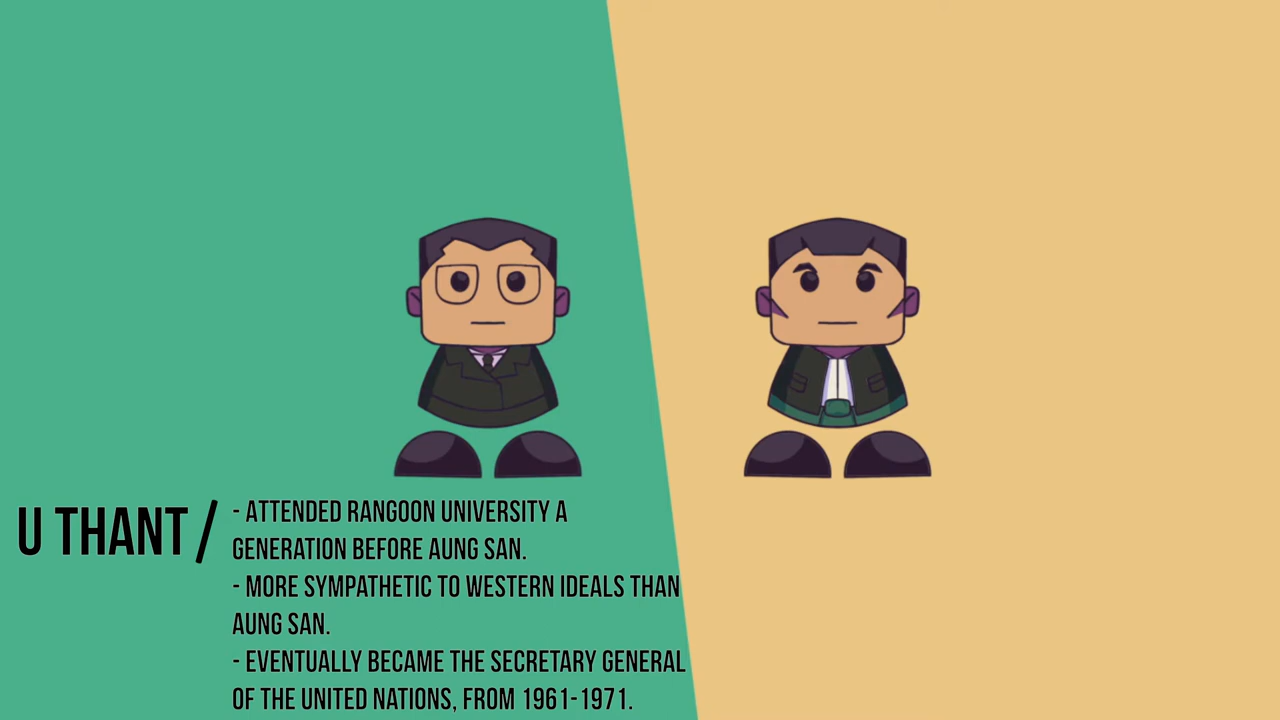 U THANT /
- ATTENDED RANGOON UNIVERSITY A
GENERATION BEFORE AUNG SAN.
- MORE SYMPATHETIC TO WESTERN IDEALS THAN
AUNG SAN.
- EVENTUALLY BECAME THE SECRETARY GENERAL
OF THE UNITED NATIONS, FROM 1961-1971.